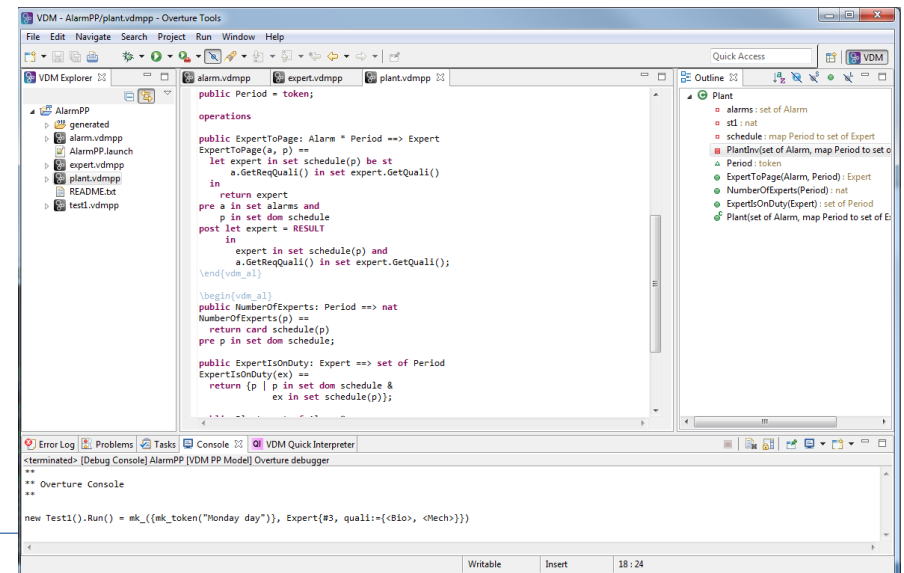 VDM - AlarmPP/plant.vdmpp - Overture Tools
File Edit Navigate Search Project Run Window Help
Quick Access
VDM
VDM Explorer
AlarmPP
generated
alarm.vdmpp
AlarmPP.launch
expert.vdmpp
plant.vdmpp
README.txt
test1.vdmpp
alarm.vdmpp expert.vdmpp plant.vdmpp
public Period = token;
operations
public ExpertToPage: Alarm * Period ==> Expert
ExpertToPage(a, p) ==
let expert in set schedule(p) be st
a.GetReqQuali() in set expert.GetQuali()
in
return expert
pre a in set alarms and
p in set dom schedule
post let expert = RESULT
in
expert in set schedule(p) and
a.GetReqQuali() in set expert.GetQuali();
\end{vdm_al}
\begin{vdm_al}
public NumberOfExperts: Period ==> nat
NumberOfExperts(p) ==
return card schedule(p)
pre p in set dom schedule;
public ExpertIsOnDuty: Expert ==> set of Period
ExpertIsOnDuty(ex) ==
return {p | p in set dom schedule &
ex in set schedule(p)};
Outline
Plant
alarms : set of Alarm
st1 : nat
schedule : map Period to set of Expert
PlantInv(set of Alarm, map Period to set o
Period : token
ExpertToPage(Alarm, Period) : Expert
NumberOfExperts(Period) : nat
ExpertIsOnDuty(Expert) : set of Period
Plant(set of Alarm, map Period to set of E
Error Log Problems Tasks Console VDM Quick Interpreter
<terminated> [Debug Console] AlarmPP [VDM PP Model] Overture debugger
**
** Overture Console
**
new Test1().Run() = mk_({mk_token("Monday day")}, Expert{#3, quali:={<Bio>, <Mech>}})
Writable Insert 18 : 24